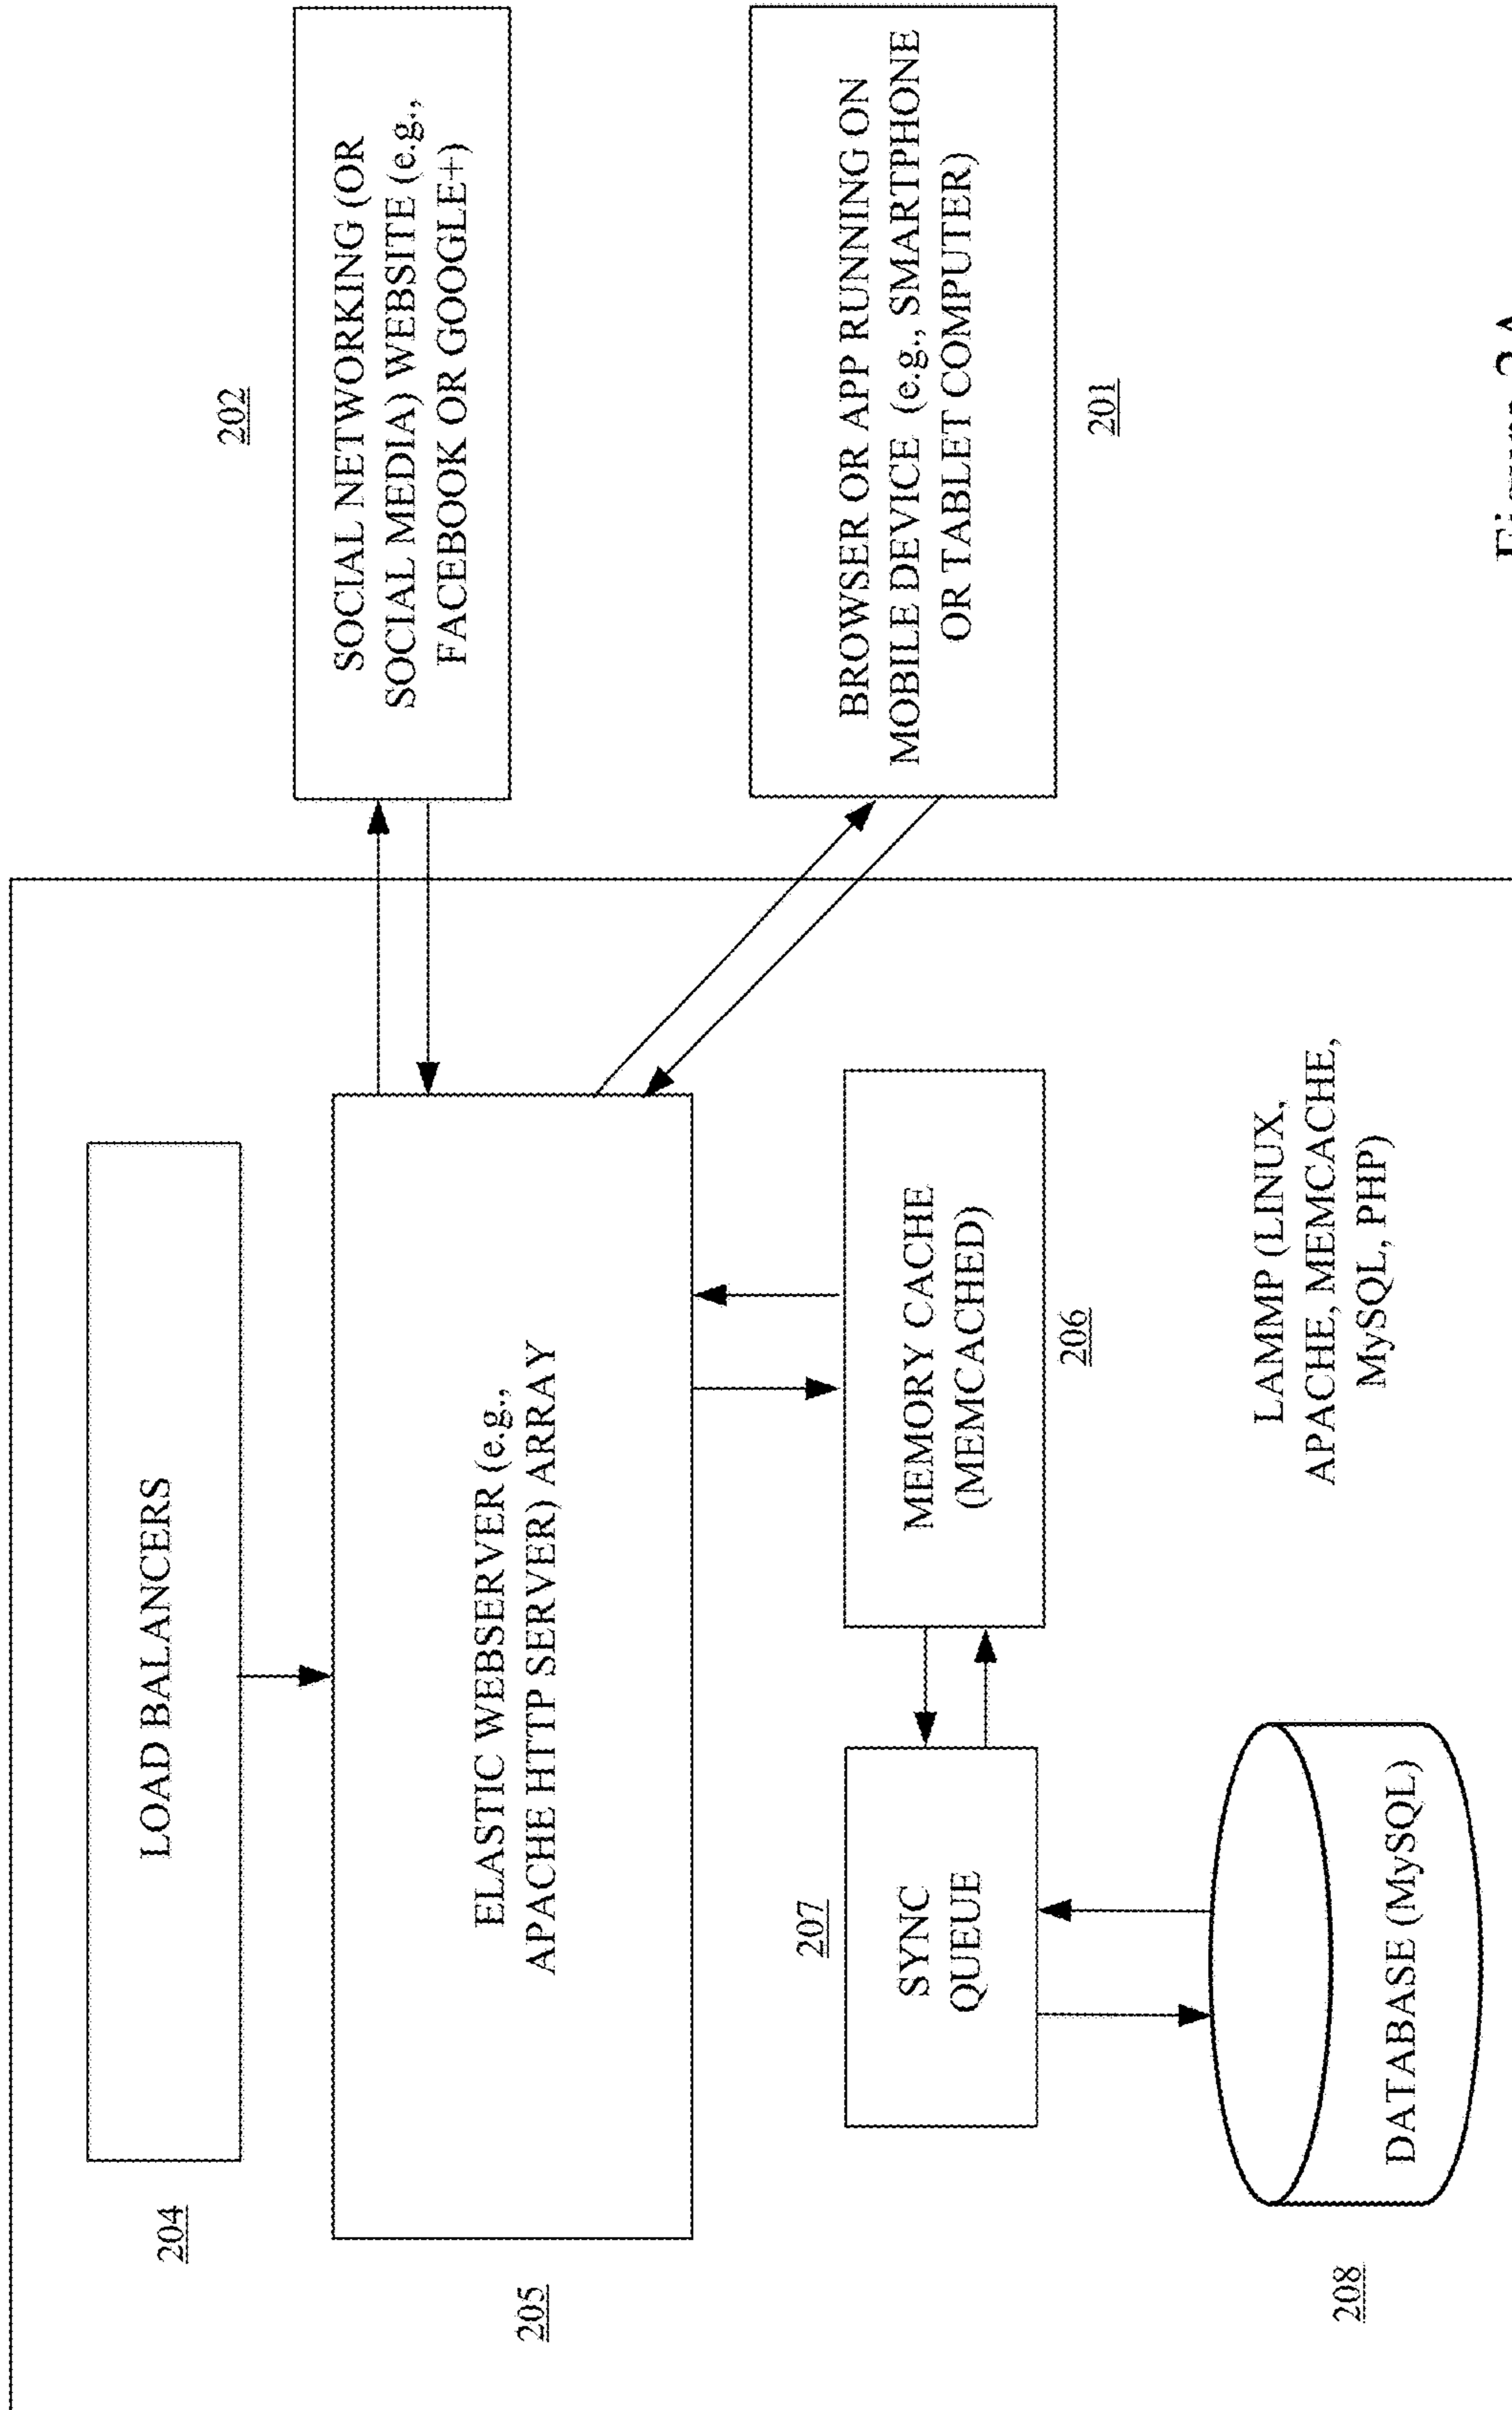 204
LOAD BALANCERS
205
ELASTIC WEBSERVER (e.g.,
APACHE HTTP SERVER) ARRAY
202
SOCIAL NETWORKING (OR
SOCIAL MEDIA) WEBSITE (e.g.,
FACEBOOK OR GOOGLE+)
BROWSER OR APP RUNNING ON
MOBILE DEVICE (e.g., SMARTPHONE
OR TABLET COMPUTER)
201
207
SYNC
QUEUE
MEMORY CACHE
(MEMCACHED)
206
208
DATABASE (MySQL)
LAMMP (LINUX,
APACHE, MEMCACHE,
MySQL, PHP)